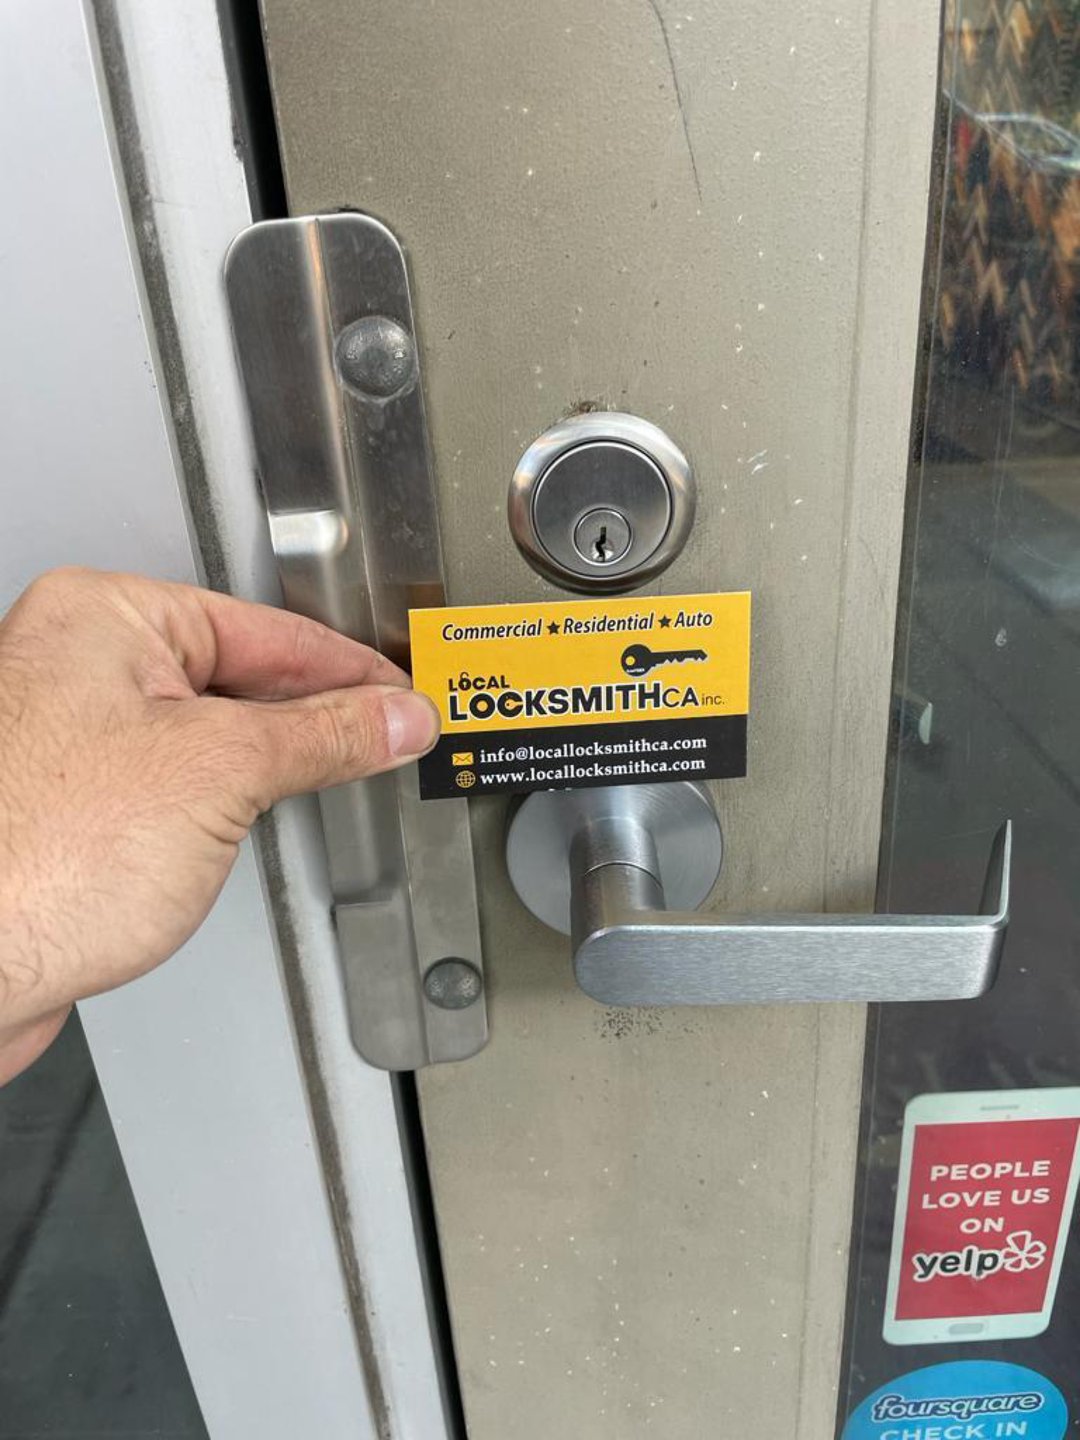 Commercial ★ Residential ★ Auto
LOCAL
LOCKSMITHCA inc.
info@locallocksmithca.com
www.locallocksmithca.com
PEOPLE
LOVE US
ON
yelp
foursquare
CHECK IN